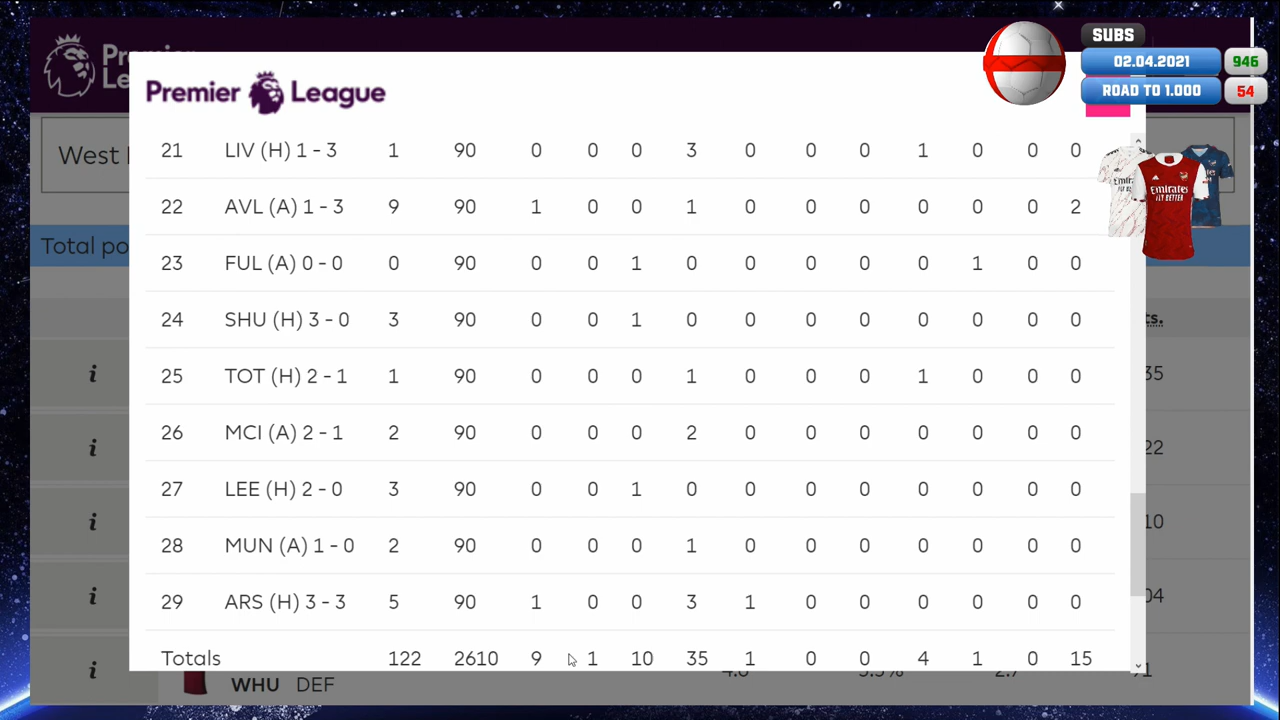 SUBS
02.04.2021 946
ROAD TO 1.000 54
Premier League
West
Total po
21 LIV (H) 1 - 3 1 90 0 0 0 3 0 0 0 1 0 0 0
22 AVL (A) 1 - 3 9 90 1 0 0 1 0 0 0 0 0 0 2
23 FUL (A) 0 - 0 0 90 0 0 1 0 0 0 0 0 1 0 0
24 SHU (H) 3 - 0 3 90 0 0 1 0 0 0 0 0 0 0 0
ts.
25 TOT (H) 2 - 1 1 90 0 0 0 1 0 0 0 1 0 0 0
i 35
26 MCI (A) 2 - 1 2 90 0 0 0 2 0 0 0 0 0 0 0
i 22
27 LEE (H) 2 - 0 3 90 0 0 1 0 0 0 0 0 0 0 0
i 10
28 MUN (A) 1 - 0 2 90 0 0 0 1 0 0 0 0 0 0 0
29 ARS (H) 3 - 3 5 90 1 0 0 3 1 0 0 0 0 0 0
i 04
Totals 122 2610 9 1 10 35 1 0 0 4 1 0 15
i
WHU DEF
Emirates
FLY BETTER